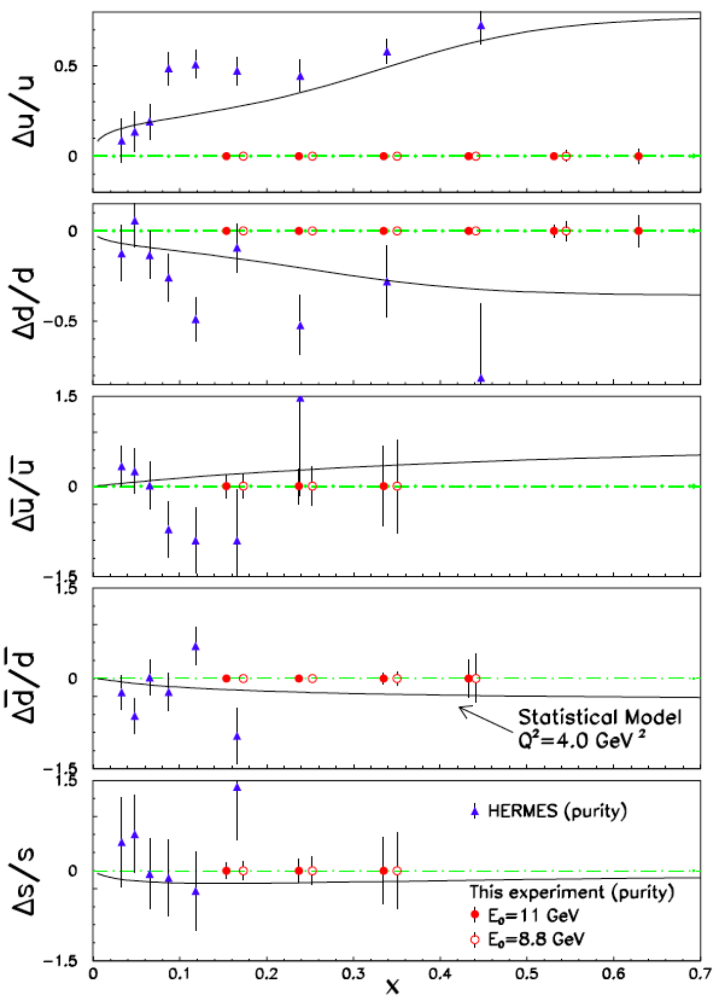 Δu/u
0.5
0
Δd/d
0
−0.5
Δu̅/u̅
1.5
0
−1.5
Δd̅/d̅
1.5
0
−1.5
Statistical Model
Q²=4.0 GeV²
Δs/s
1.5
0
−1.5
HERMES (purity)
This experiment (purity)
E₀=11 GeV
E₀=8.8 GeV
0 0.1 0.2 0.3 0.4 0.5 0.6 0.7
x